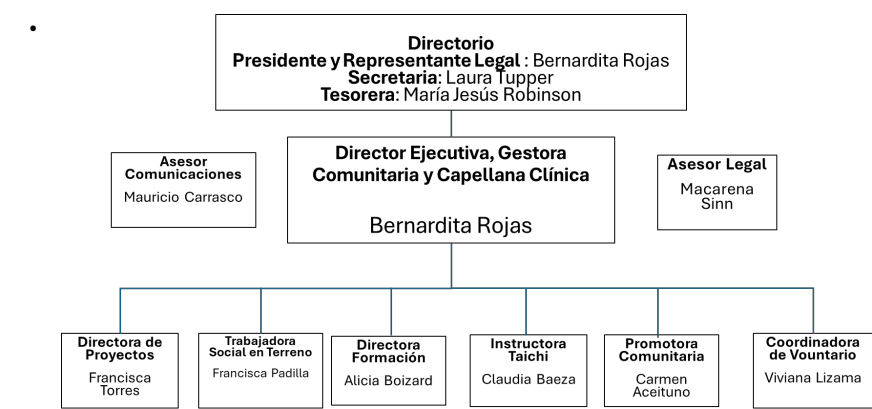 Directorio
Presidente y Representante Legal : Bernardita Rojas
Secretaria: Laura Tupper
Tesorera: María Jesús Robinson
Asesor
Comunicaciones
Mauricio Carrasco
Director Ejecutiva, Gestora
Comunitaria y Capellana Clínica
Bernardita Rojas
Asesor Legal
Macarena
Sinn
Directora de
Proyectos
Francisca
Torres
Trabajadora
Social en Terreno
Francisca Padilla
Directora
Formación
Alicia Boizard
Instructora
Taichi
Claudia Baeza
Promotora
Comunitaria
Carmen
Aceituno
Coordinadora
de Vountario
Viviana Lizama